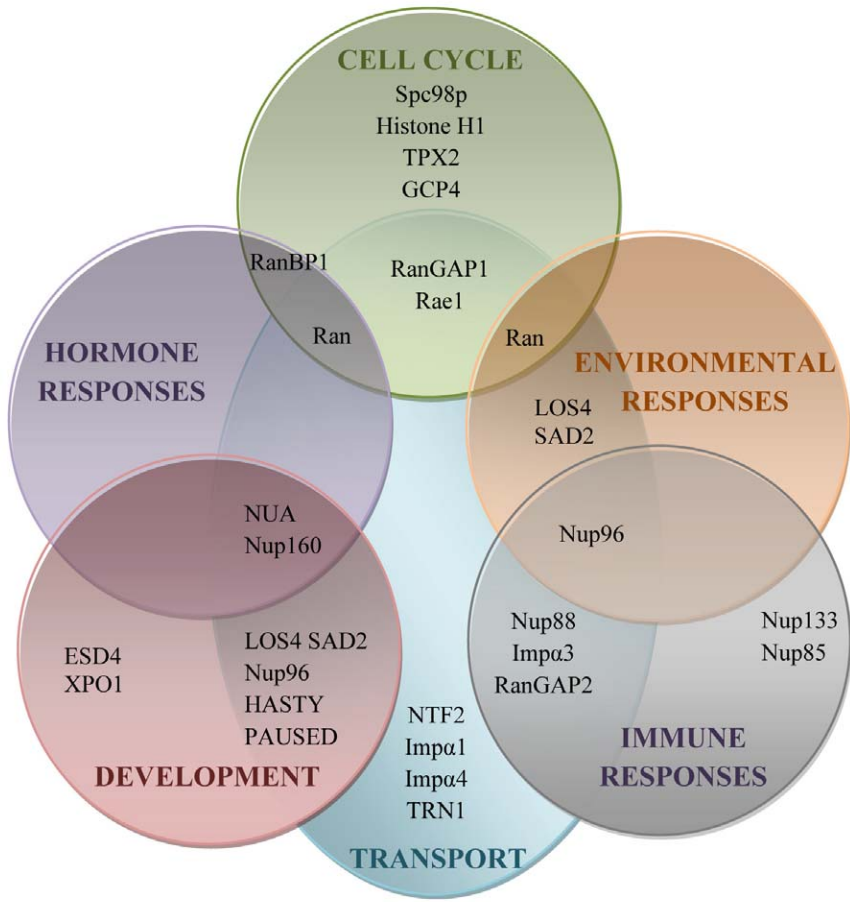 CELL CYCLE
Spc98p
Histone H1
TPX2
GCP4
RanBP1
RanGAP1
Rae1
Ran
Ran
HORMONE
RESPONSES
ENVIRONMENTAL
RESPONSES
LOS4
SAD2
NUA
Nup160
Nup96
ESD4
XPO1
LOS4 SAD2
Nup96
HASTY
PAUSED
DEVELOPMENT
Nup88
Impα3
RanGAP2
Nup133
Nup85
IMMUNE
RESPONSES
NTF2
Impα1
Impα4
TRN1
TRANSPORT